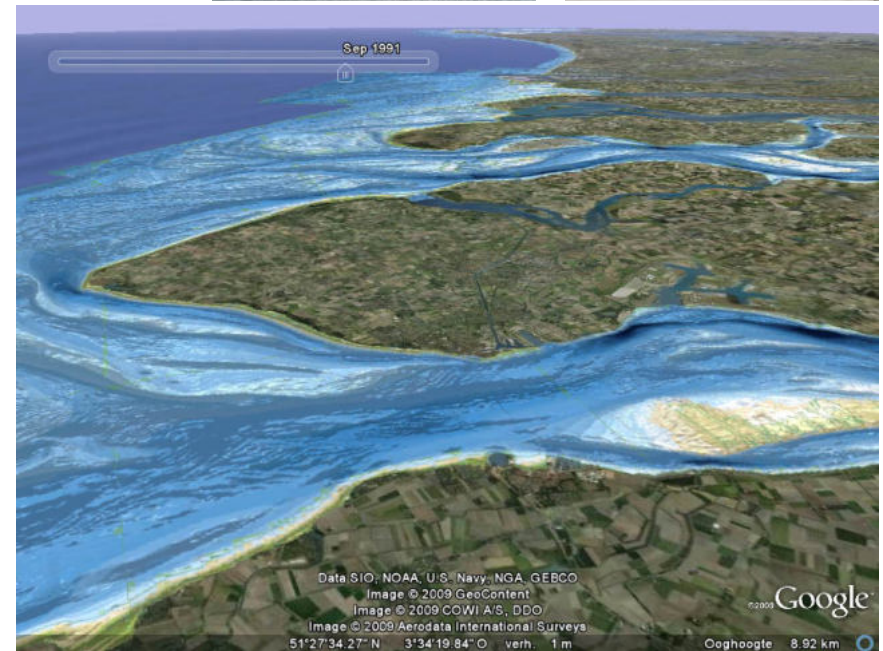 Sep 1991
Data SIO, NOAA, U.S. Navy, NGA, GEBCO
Image © 2009 GeoContent
Image © 2009 COWI A/S, DDO
Image © 2009 Aerodata International Surveys
©2009 Google
51°27'34.27" N 3°34'19.84" O verh. 1 m Ooghoogte 8.92 km